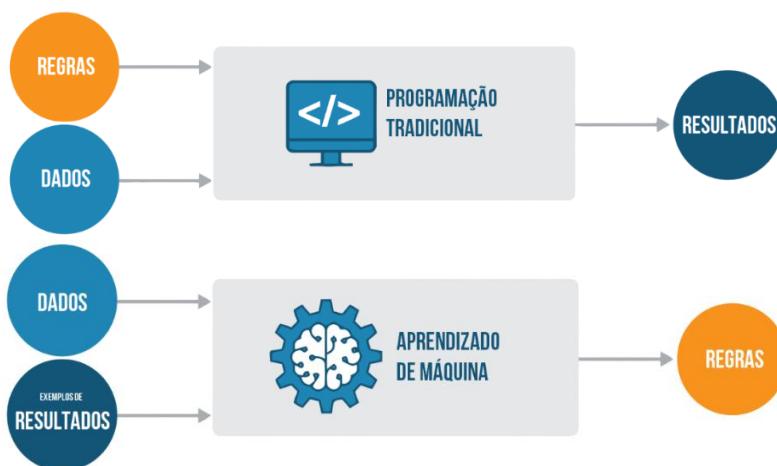 REGRAS
DADOS
</>
PROGRAMAÇÃO
TRADICIONAL
RESULTADOS
DADOS
EXEMPLOS DE
RESULTADOS
APRENDIZADO
DE MÁQUINA
REGRAS